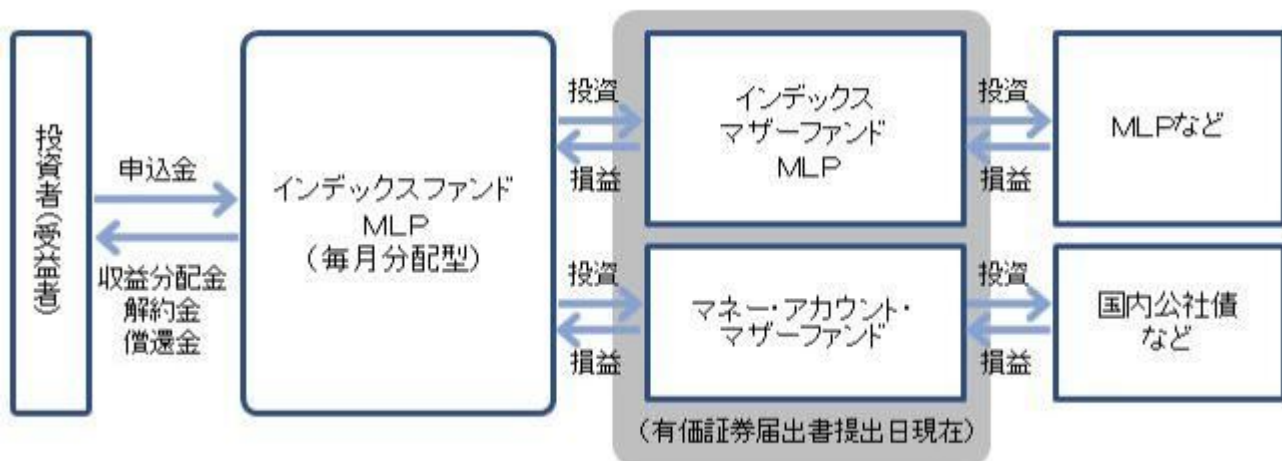 投資者(受益者)
申込金
収益分配金
解約金
償還金
インデックスファンド
MLP
(毎月分配型)
投資
損益
投資
損益
インデックス
マザーファンド
MLP
マネー・アカウント・
マザーファンド
(有価証券届出書提出日現在)
投資
損益
投資
損益
MLPなど
国内公社債
など